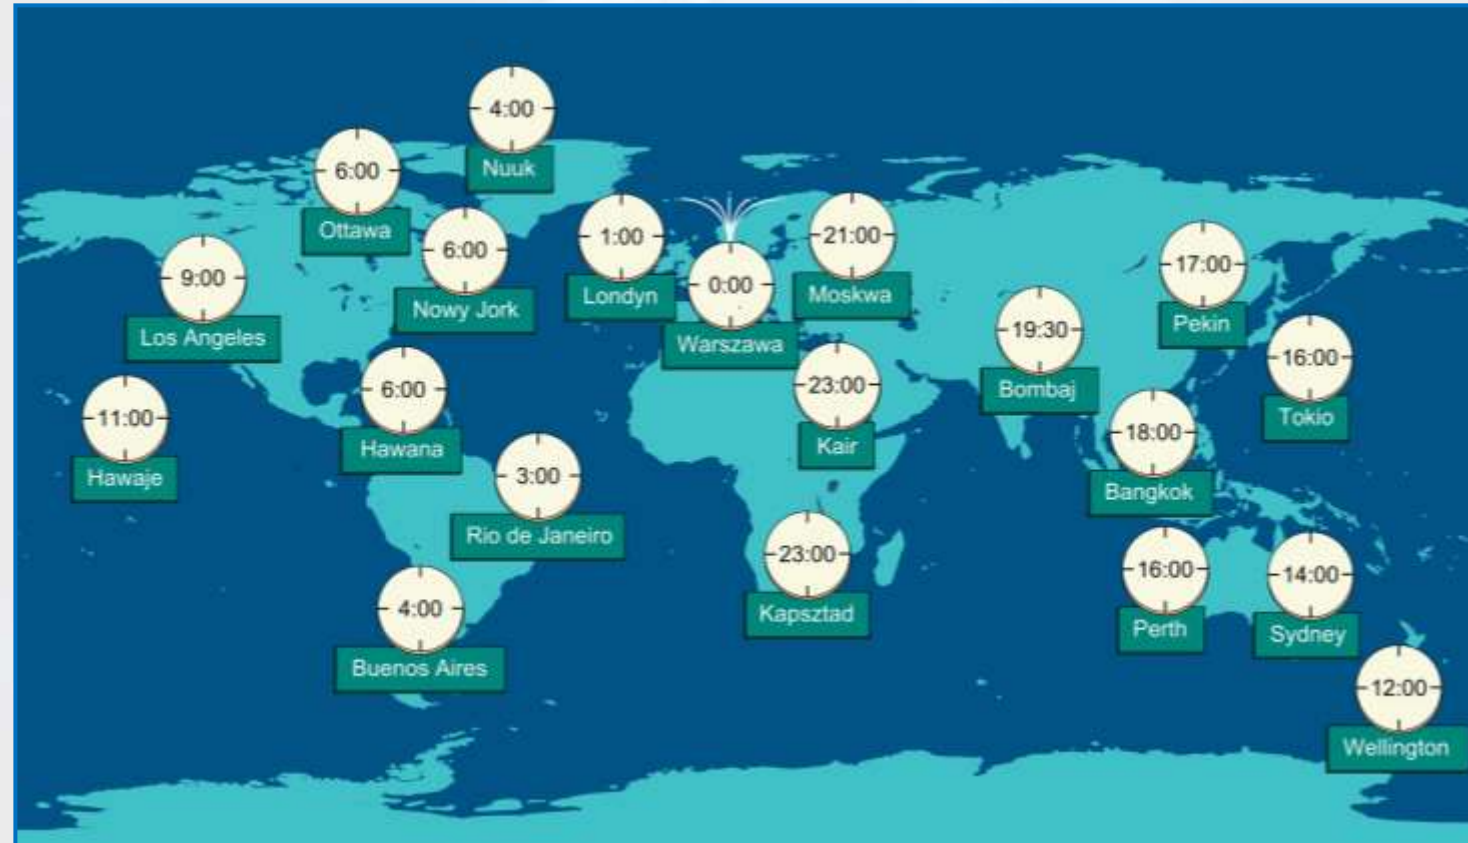 4:00
Nuuk
6:00
Ottawa
6:00
Nowy Jork
9:00
Los Angeles
1:00
Londyn
0:00
Warszawa
21:00
Moskwa
17:00
Pekin
19:30
Bombaj
16:00
Tokio
23:00
Kair
6:00
Hawana
11:00
Hawaje
18:00
Bangkok
3:00
Rio de Janeiro
23:00
Kapsztad
16:00
Perth
14:00
Sydney
4:00
Buenos Aires
12:00
Wellington